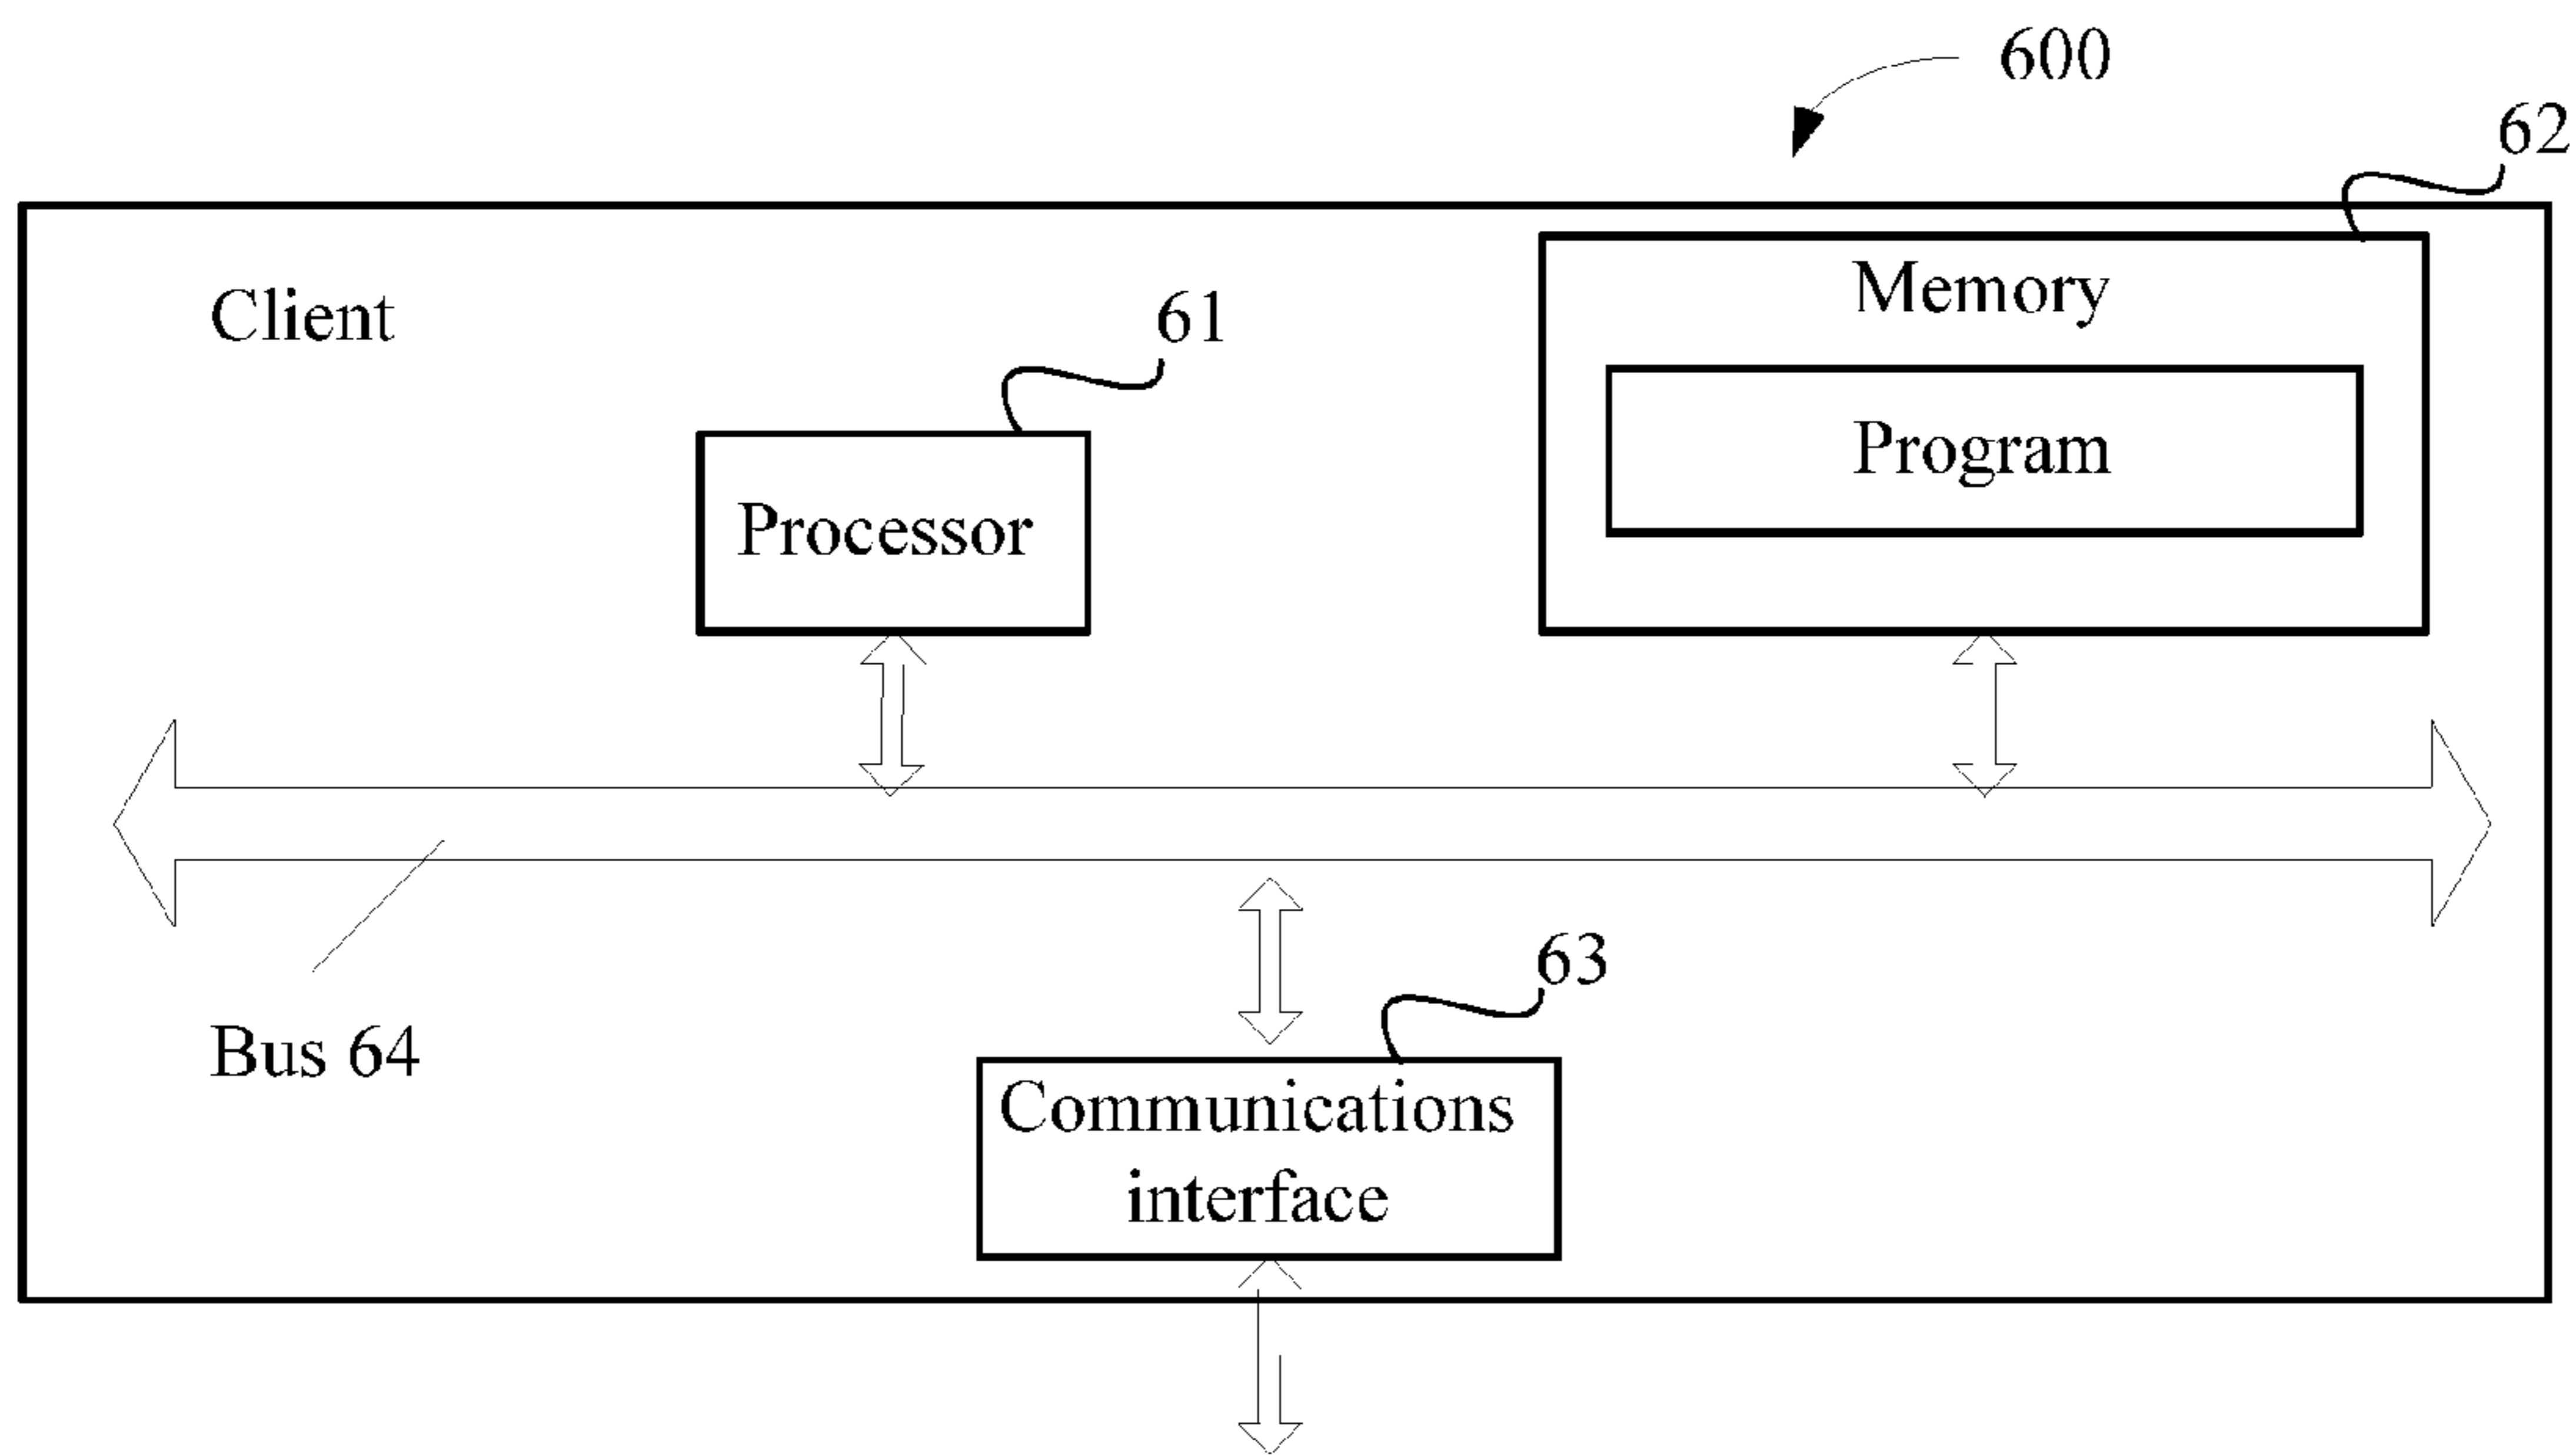 600
62
Client
61
Memory
Program
Processor
63
Bus 64
Communications
interface